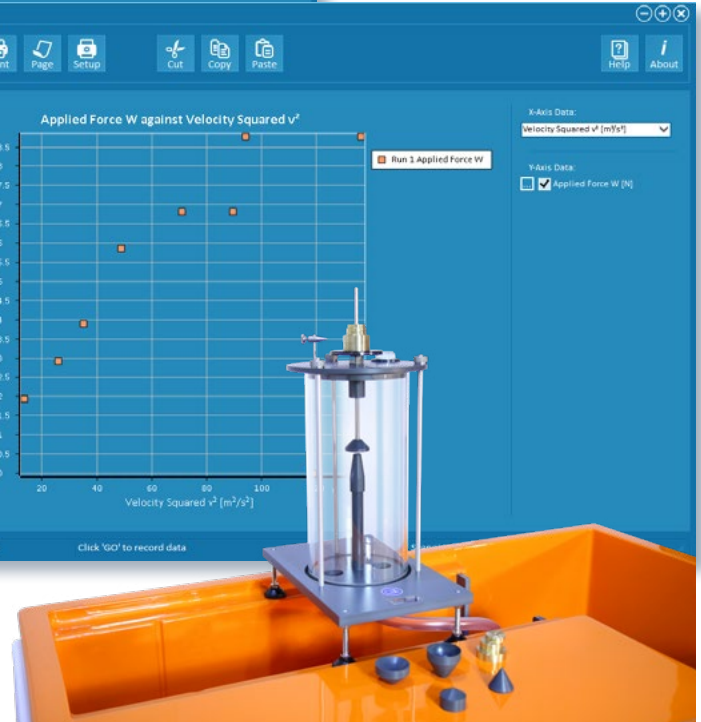 Page
Setup
Cut
Copy
Paste
Help
About
Applied Force W against Velocity Squared v²
X-Axis Data:
Velocity Squared v² [m³/s²]
Run 1 Applied Force W
Y-Axis Data:
Applied Force W [N]
20
40
60
80
100
Velocity Squared v² [m³/s²]
Click 'GO' to record data